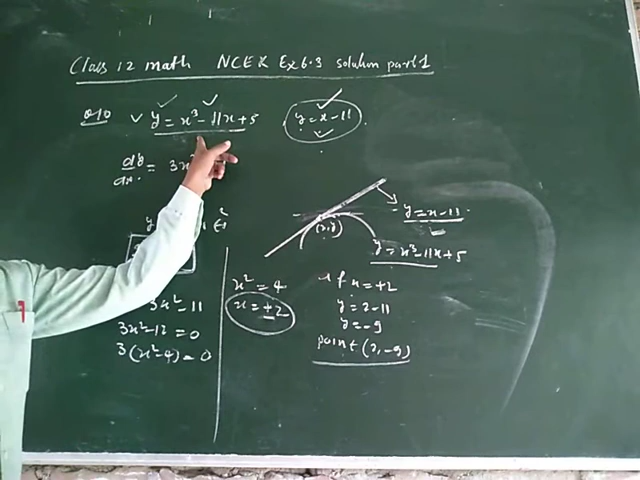 Class 12 math NCER Ex 6.3 solution part 1
Q10 y = x³ - 11x + 5 y = x - 11
dy/dx = 3x²
3x² - 11
3x² - 12 = 0
3(x² - 4) = 0
x² = 4
x = ±2
y = x - 11
(x, y)
y = x³ - 11x + 5
if x = +2
y = 2 - 11
y = -9
point (2, -9)